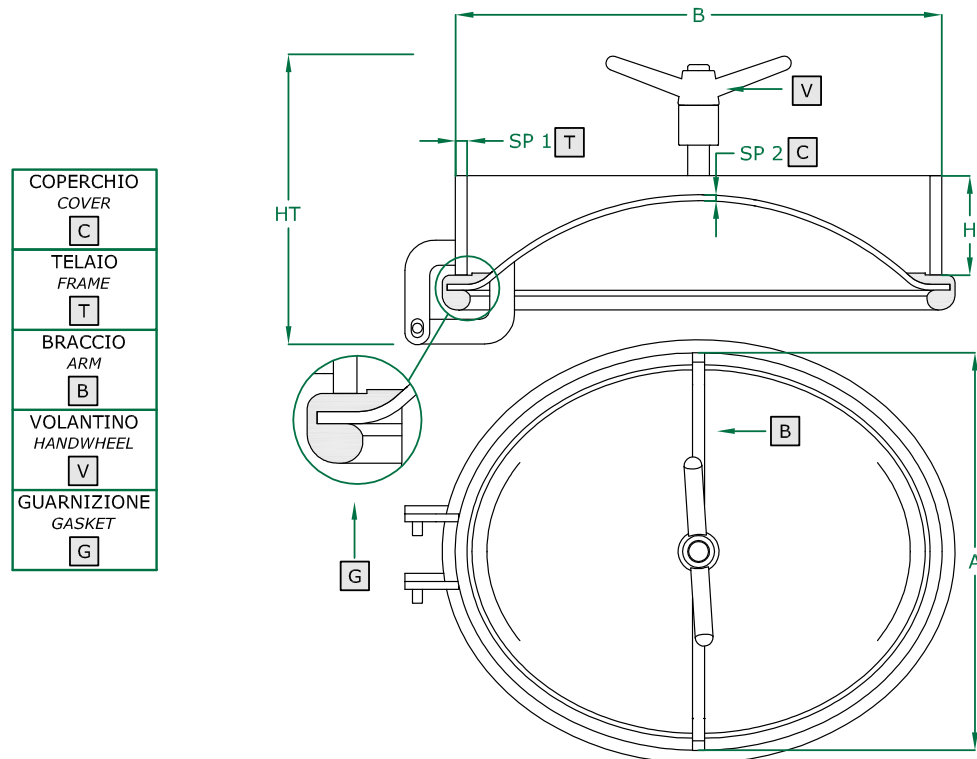 B
V
SP 1 T
SP 2 C
HT
H
COPERCHIO
COVER
C
TELAIO
FRAME
T
BRACCIO
ARM
B
VOLANTINO
HANDWHEEL
V
GUARNIZIONE
GASKET
G
B
A
G